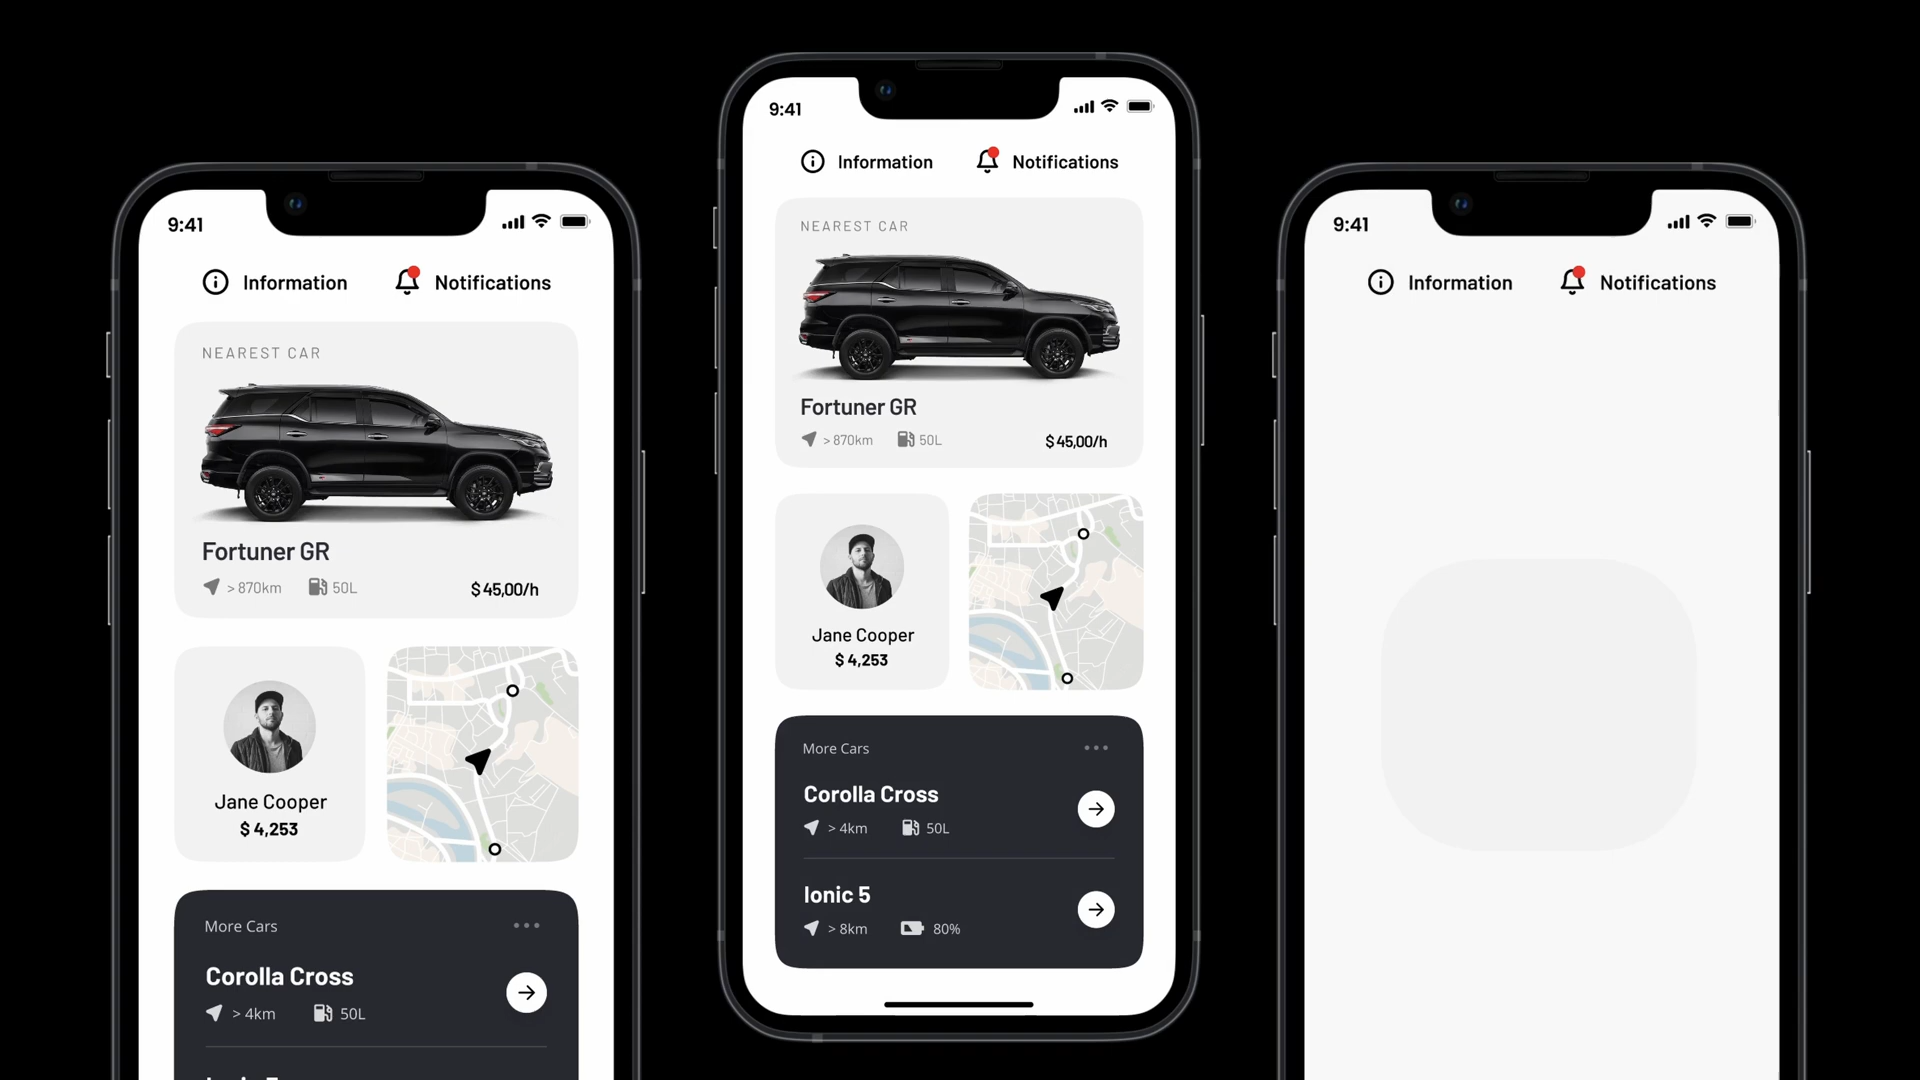 9:41
Information Notifications
NEAREST CAR
Fortuner GR
> 870km 50L $45,00/h
Jane Cooper
$ 4,253
More Cars
Corolla Cross
> 4km 50L
9:41
Information Notifications
NEAREST CAR
Fortuner GR
> 870km 50L $45,00/h
Jane Cooper
$ 4,253
More Cars
Corolla Cross
> 4km 50L
Ionic 5
> 8km 80%
9:41
Information Notifications